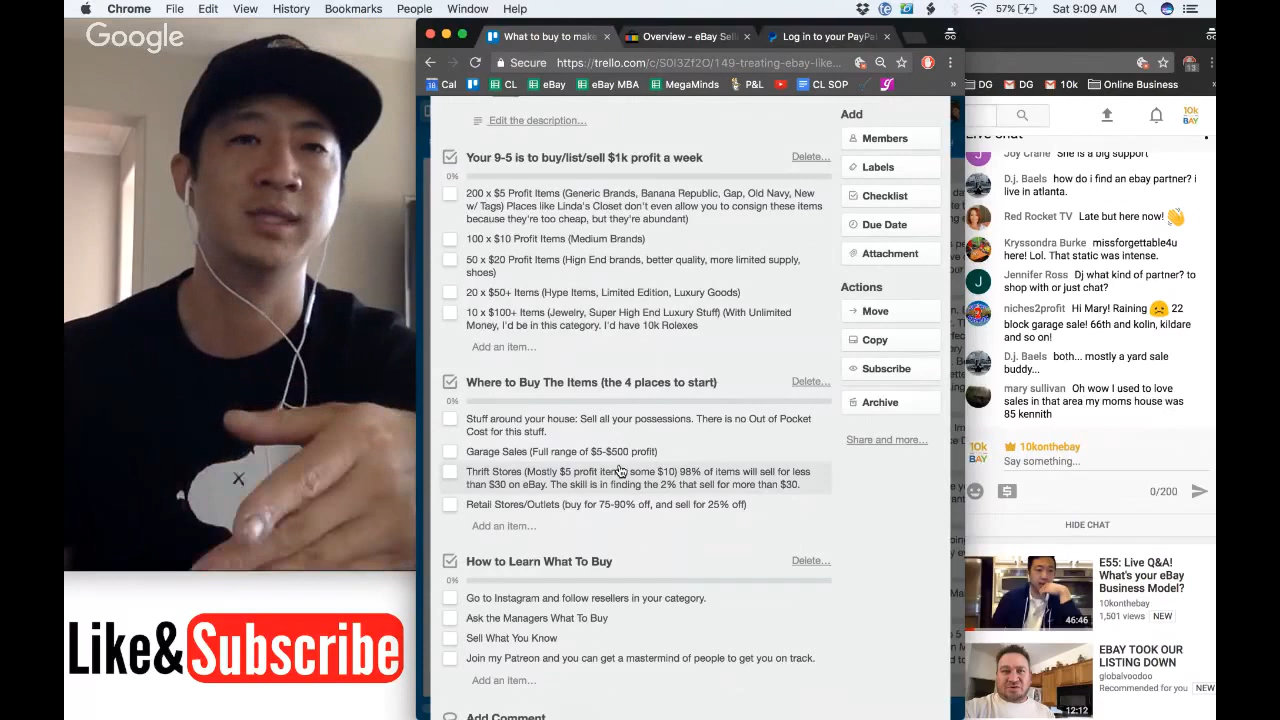 Chrome File Edit View History Bookmarks People Window Help
57% Sat 9:09 AM
Google
What to buy to make
Overview - eBay Sell
Log in to your PayPa
Secure https://trello.com/c/S0I3Zf2O/149-treating-ebay-like...
Cal CL eBay eBay MBA MegaMinds P&L CL SOP »
DG DG 10k Online Business
Edit the description…
Your 9-5 is to buy/list/sell $1k profit a week
Delete…
0%
200 x $5 Profit Items (Generic Brands, Banana Republic, Gap, Old Navy, New
w/ Tags) Places like Linda's Closet don't even allow you to consign these items
because they're too cheap, but they're abundant)
100 x $10 Profit Items (Medium Brands)
50 x $20 Profit Items (Hign End brands, better quality, more limited supply,
shoes)
20 x $50+ Items (Hype Items, Limited Edition, Luxury Goods)
10 x $100+ Items (Jewelry, Super High End Luxury Stuff) (With Unlimited
Money, I'd be in this category. I'd have 10k Rolexes
Add an item…
Where to Buy The Items (the 4 places to start)
Delete…
0%
Stuff around your house: Sell all your possessions. There is no Out of Pocket
Cost for this stuff.
Garage Sales (Full range of $5-$500 profit)
Thrift Stores (Mostly $5 profit items some $10) 98% of items will sell for less
than $30 on eBay. The skill is in finding the 2% that sell for more than $30.
Retail Stores/Outlets (buy for 75-90% off, and sell for 25% off)
Add an item…
How to Learn What To Buy
Delete…
0%
Go to Instagram and follow resellers in your category.
Ask the Managers What To Buy
Sell What You Know
Join my Patreon and you can get a mastermind of people to get you on track.
Add an item…
Add Comment
Add
Members
Labels
Checklist
Due Date
Attachment
Actions
Move
Copy
Subscribe
Archive
Share and more…
13
10k
BAY
Live chat
Joy Crane She is a big support
D.j. Baels how do i find an ebay partner? i
live in atlanta.
Red Rocket TV Late but here now!
Kryssondra Burke missforgettable4u
here! Lol. That static was intense.
J
Jennifer Ross Dj what kind of partner? to
shop with or just chat?
niches2profit Hi Mary! Raining 22
block garage sale! 66th and kolin, kildare
and so on!
D.j. Baels both... mostly a yard sale
buddy...
mary sullivan Oh wow I used to love
sales in that area my moms house was
85 kennith
10k
BAY
10konthebay
Say something...
0/200
HIDE CHAT
E55: Live Q&A!
What's your eBay
Business Model?
10konthebay
1,501 views NEW
46:46
EBAY TOOK OUR
LISTING DOWN
globalvoodoo
Recommended for you NEW
12:12
Like&Subscribe